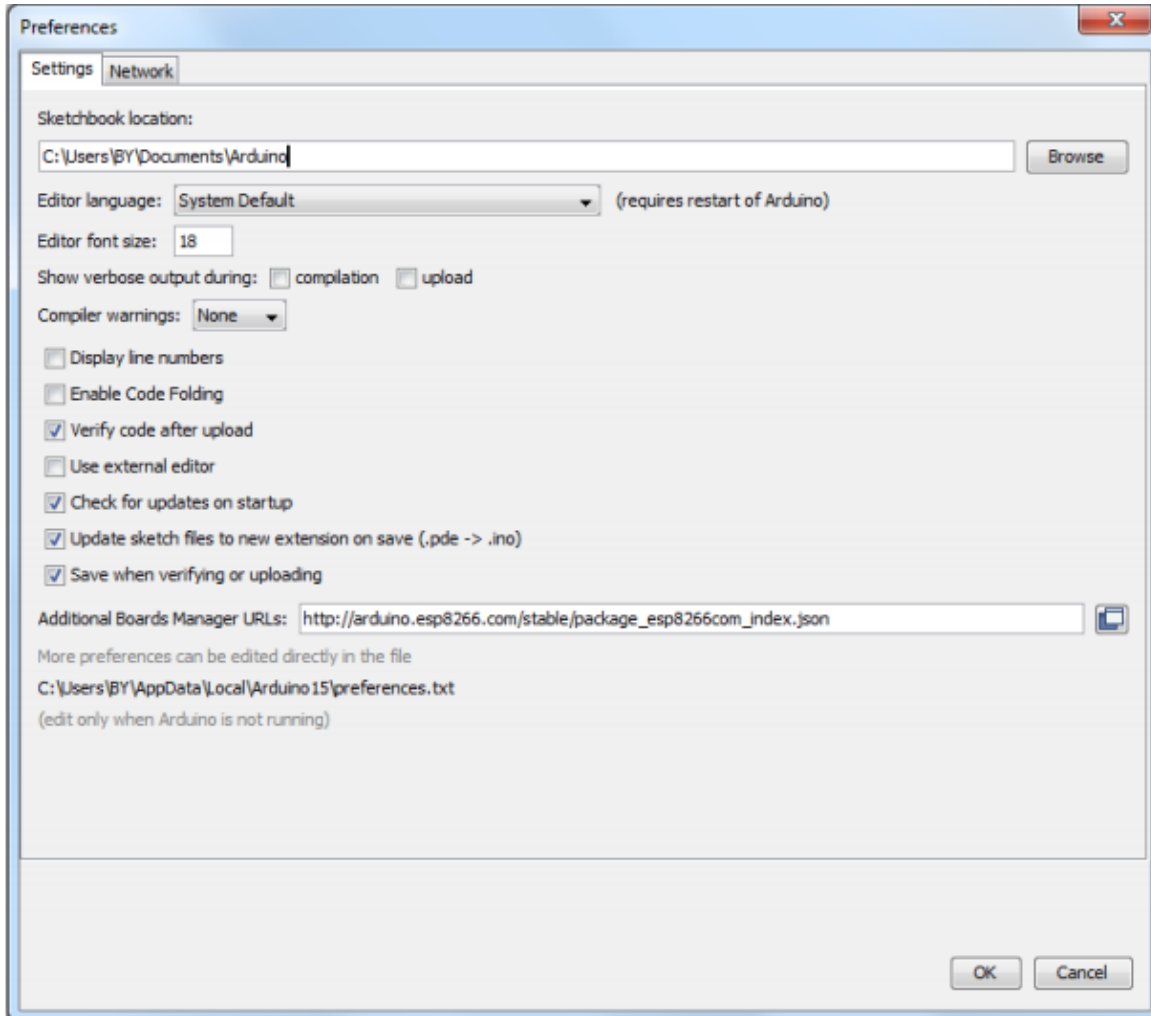 Preferences
Settings Network
Sketchbook location:
C:\Users\BY\Documents\Arduino Browse
Editor language: System Default (requires restart of Arduino)
Editor font size: 18
Show verbose output during: compilation upload
Compiler warnings: None
Display line numbers
Enable Code Folding
Verify code after upload
Use external editor
Check for updates on startup
Update sketch files to new extension on save (.pde -> .ino)
Save when verifying or uploading
Additional Boards Manager URLs: http://arduino.esp8266.com/stable/package_esp8266com_index.json
More preferences can be edited directly in the file
C:\Users\BY\AppData\Local\Arduino15\preferences.txt
(edit only when Arduino is not running)
OK Cancel